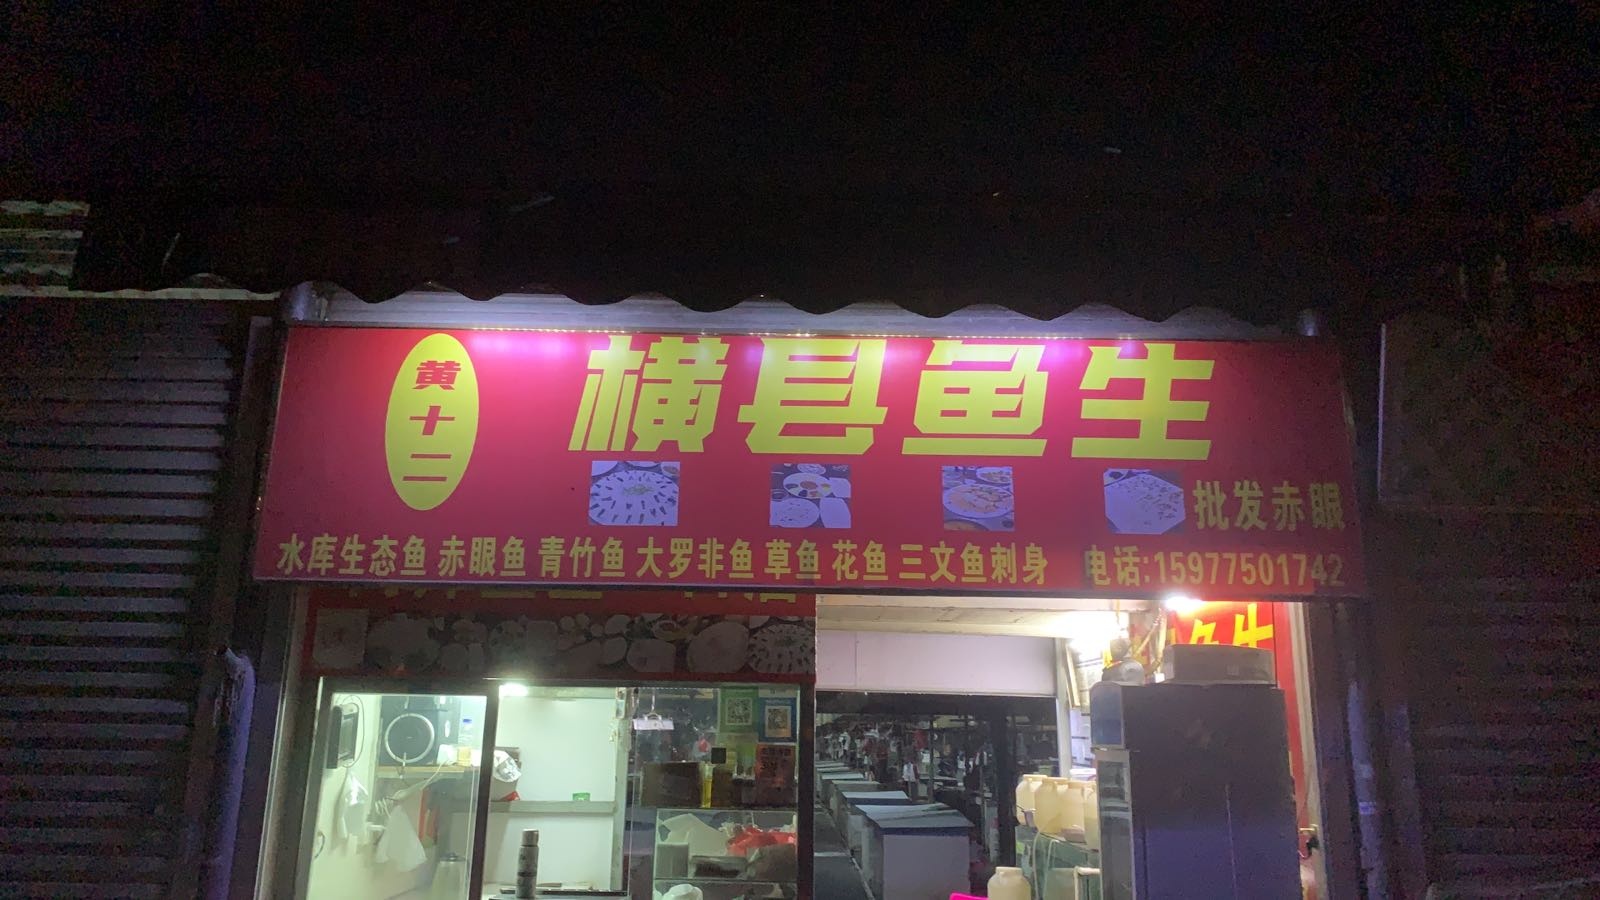 黄十二
横县鱼生
批发赤眼
水库生态鱼 赤眼鱼 青竹鱼 大罗非鱼 草鱼 花鱼 三文鱼刺身 电话:15977501742
鱼生